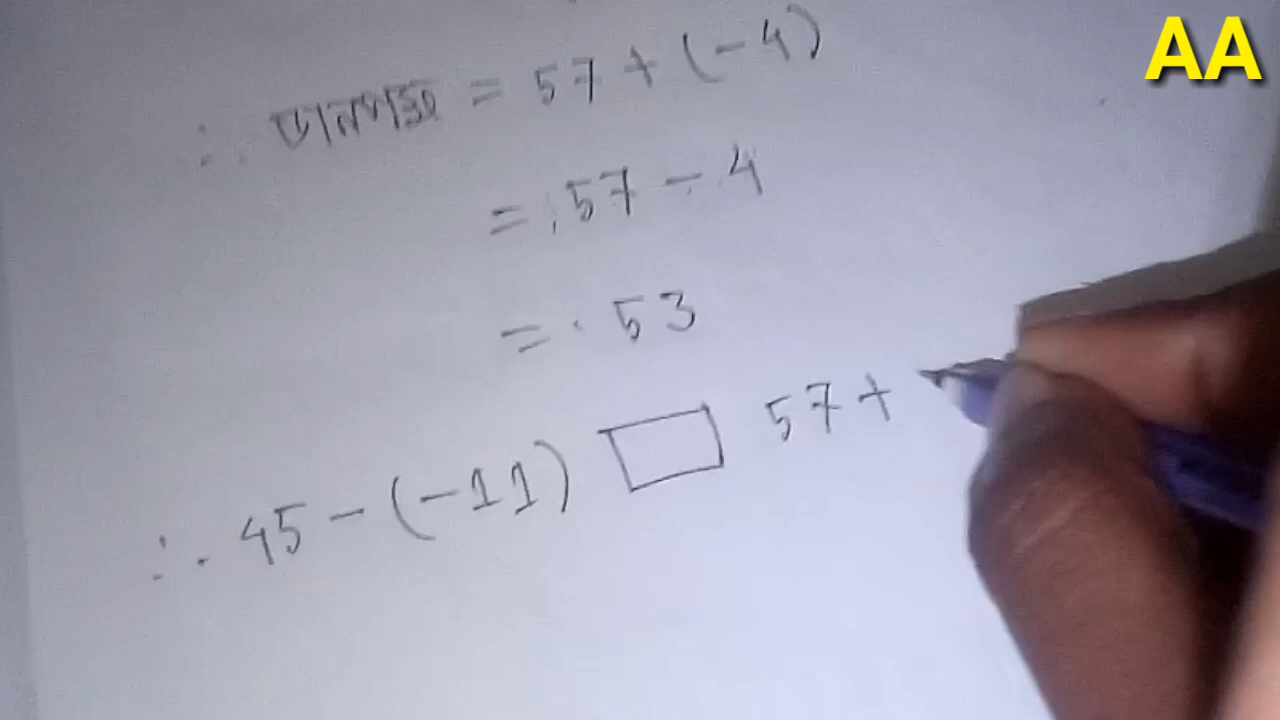 AA
∴ ডানপক্ষ = 57 + (-4)
= 57 - 4
= 53
∴ 45 - (-11) □ 57 +